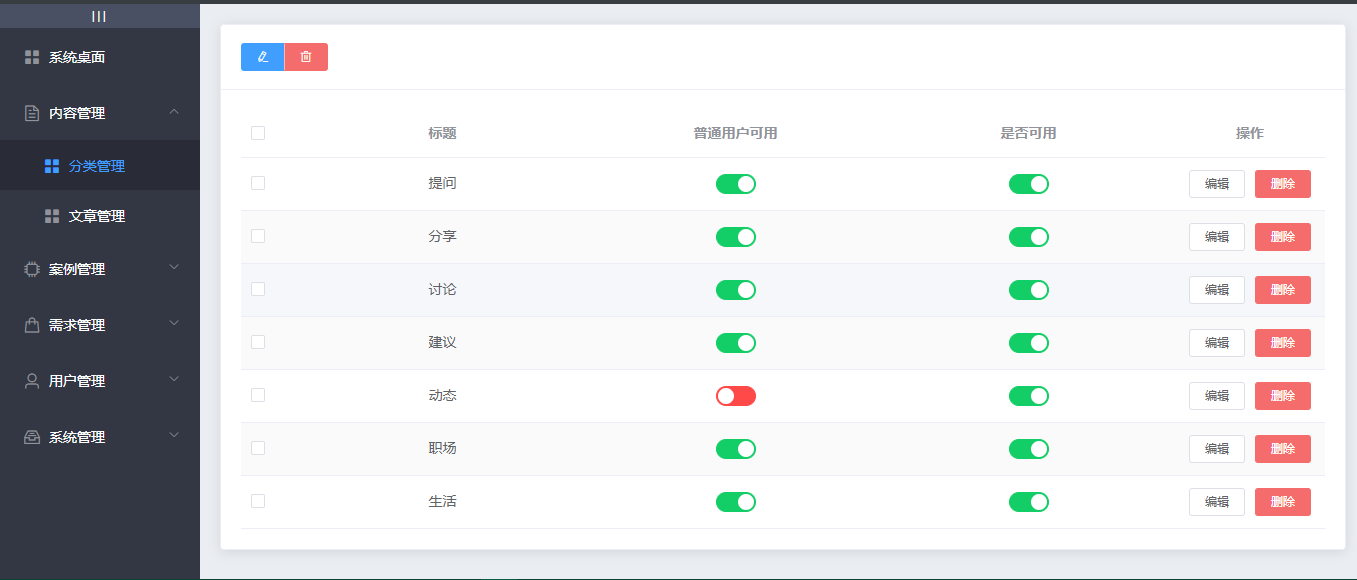 系统桌面
内容管理
分类管理
文章管理
案例管理
需求管理
用户管理
系统管理
标题 普通用户可用 是否可用 操作
提问 编辑 删除
分享 编辑 删除
讨论 编辑 删除
建议 编辑 删除
动态 编辑 删除
职场 编辑 删除
生活 编辑 删除